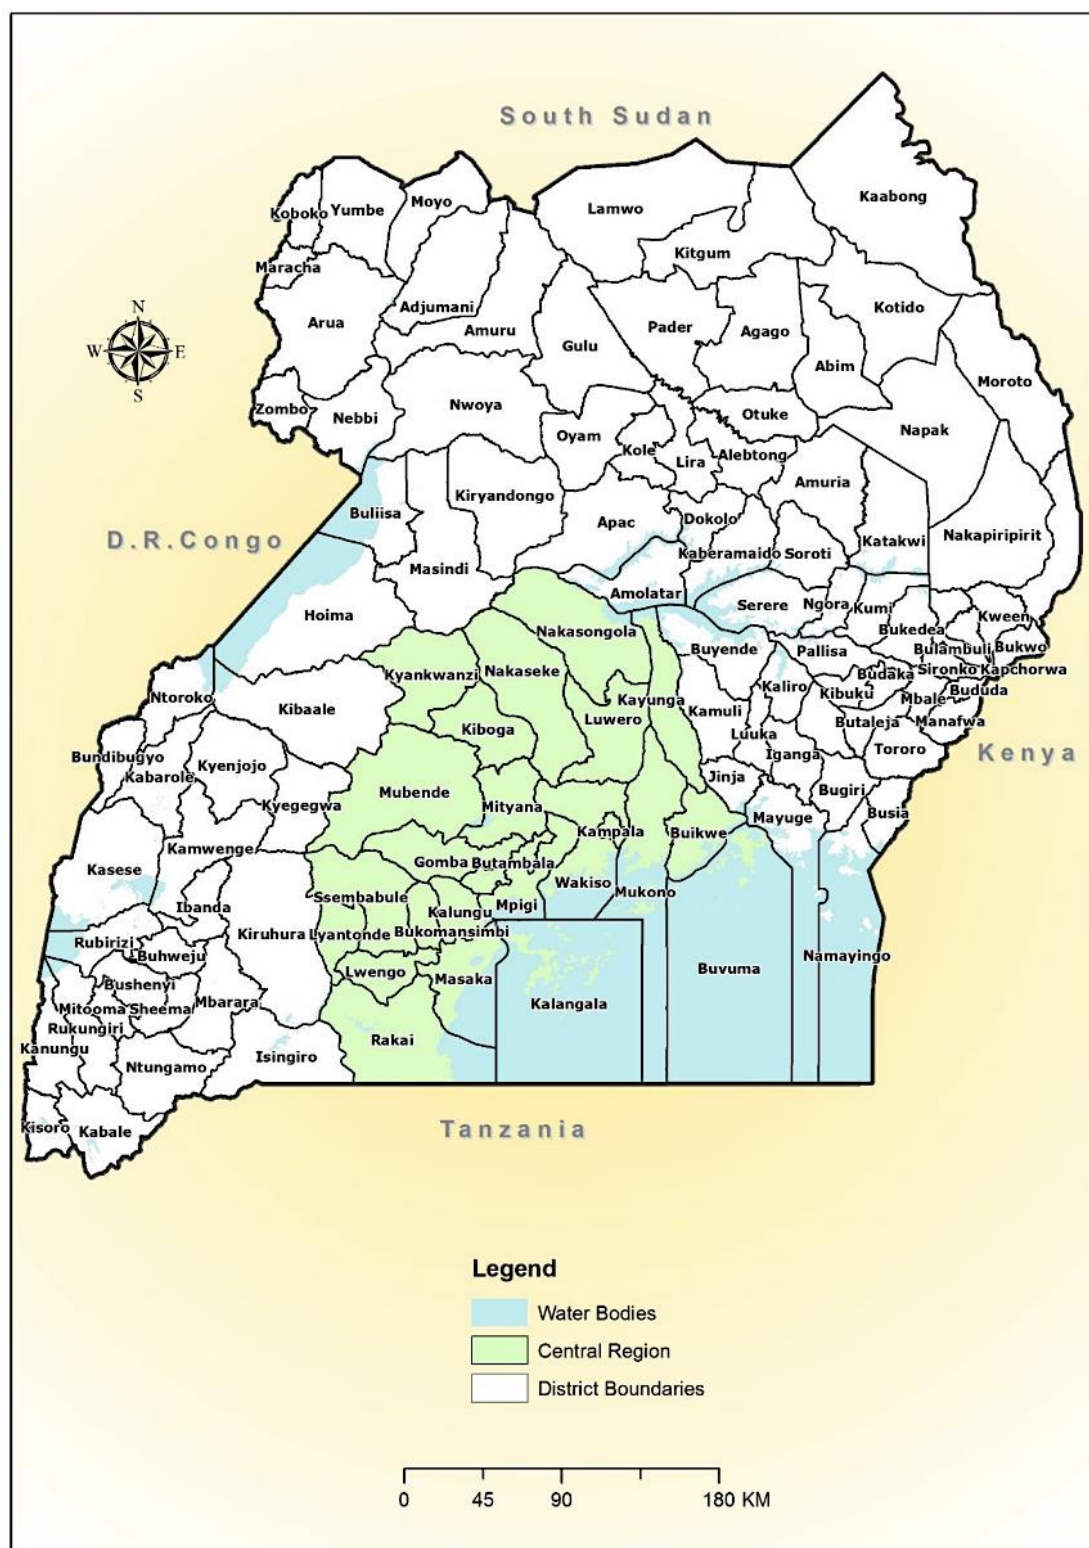 South Sudan
Kaabong
Koboko
Yumbe
Moyo
Lamwo
Kitgum
Maracha
Arua
Adjumani
Amuru
Gulu
Pader
Agago
Kotido
Abim
Moroto
N
W
E
S
Zombo
Nebbi
Nwoya
Oyam
Kole
Lira
Otuke
Alebtong
Napak
Amuria
Buliisa
Kiryandongo
Apac
Dokolo
Kaberamaido
Soroti
Katakwi
Nakapiripirit
D.R.Congo
Masindi
Hoima
Amolatar
Serere
Ngora
Kumi
Bukedea
Kween
Bukwo
Bulambuli
Sironko
Kapchorwa
Nakasongola
Buyende
Pallisa
Budaka
Kibuku
Mbale
Bududa
Manafwa
Kyankwanzi
Nakaseke
Kayunga
Kaliro
Kamuli
Butaleja
Tororo
Kenya
Ntoroko
Kibaale
Kiboga
Luwero
Luuka
Iganga
Bundibugyo
Kabarole
Kyenjojo
Kyegegwa
Mubende
Mityana
Jinja
Bugiri
Busia
Mayuge
Kampala
Buikwe
Kamwenge
Kasese
Gomba
Butambala
Wakiso
Mukono
Ssembabule
Kalungu
Mpigi
Ibanda
Kiruhura
Lyantonde
Bukomansimbi
Rubirizi
Buhweju
Lwengo
Masaka
Buvuma
Namayingo
Bushenyi
Mitooma
Sheema
Mbarara
Kalangala
Rukungiri
Kanungu
Ntungamo
Isingiro
Rakai
Kisoro
Kabale
Tanzania
Legend
Water Bodies
Central Region
District Boundaries
0 45 90 180 KM